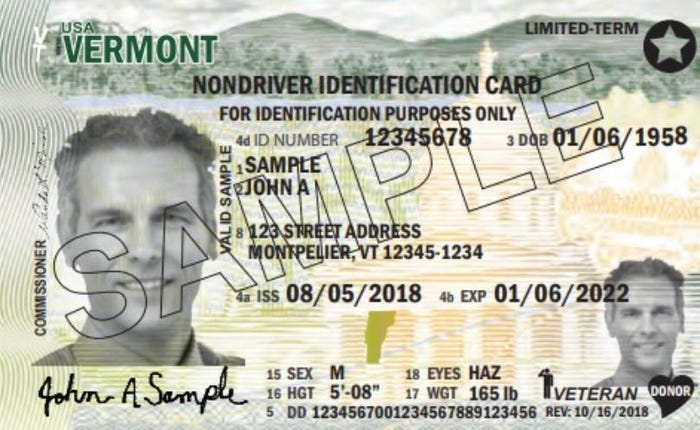 USA
VERMONT
LIMITED-TERM
NONDRIVER IDENTIFICATION CARD
FOR IDENTIFICATION PURPOSES ONLY
4d ID NUMBER 12345678 3 DOB 01/06/1958
1 SAMPLE
2 JOHN A
8 123 STREET ADDRESS
MONTPELIER, VT 12345-1234
4a ISS 08/05/2018 4b EXP 01/06/2022
15 SEX M 18 EYES HAZ
16 HGT 5'-08" 17 WGT 165 lb
5 DD 1234567001234567889123456
VETERAN
DONOR
REV: 10/16/2018
VALID SAMPLE
COMMISSIONER
John A Sample
SAMPLE